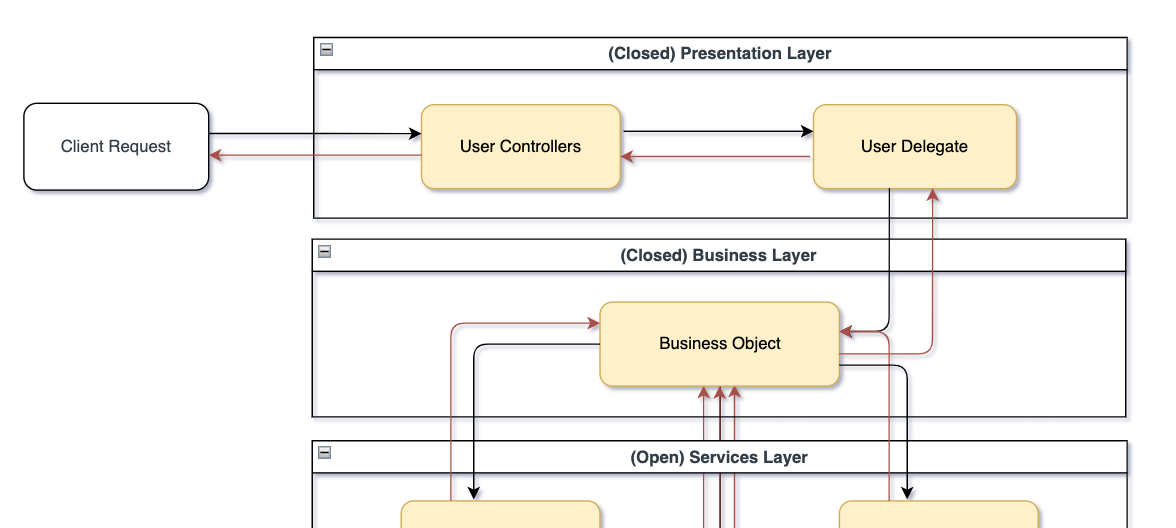 (Closed) Presentation Layer
Client Request
User Controllers
User Delegate
(Closed) Business Layer
Business Object
(Open) Services Layer